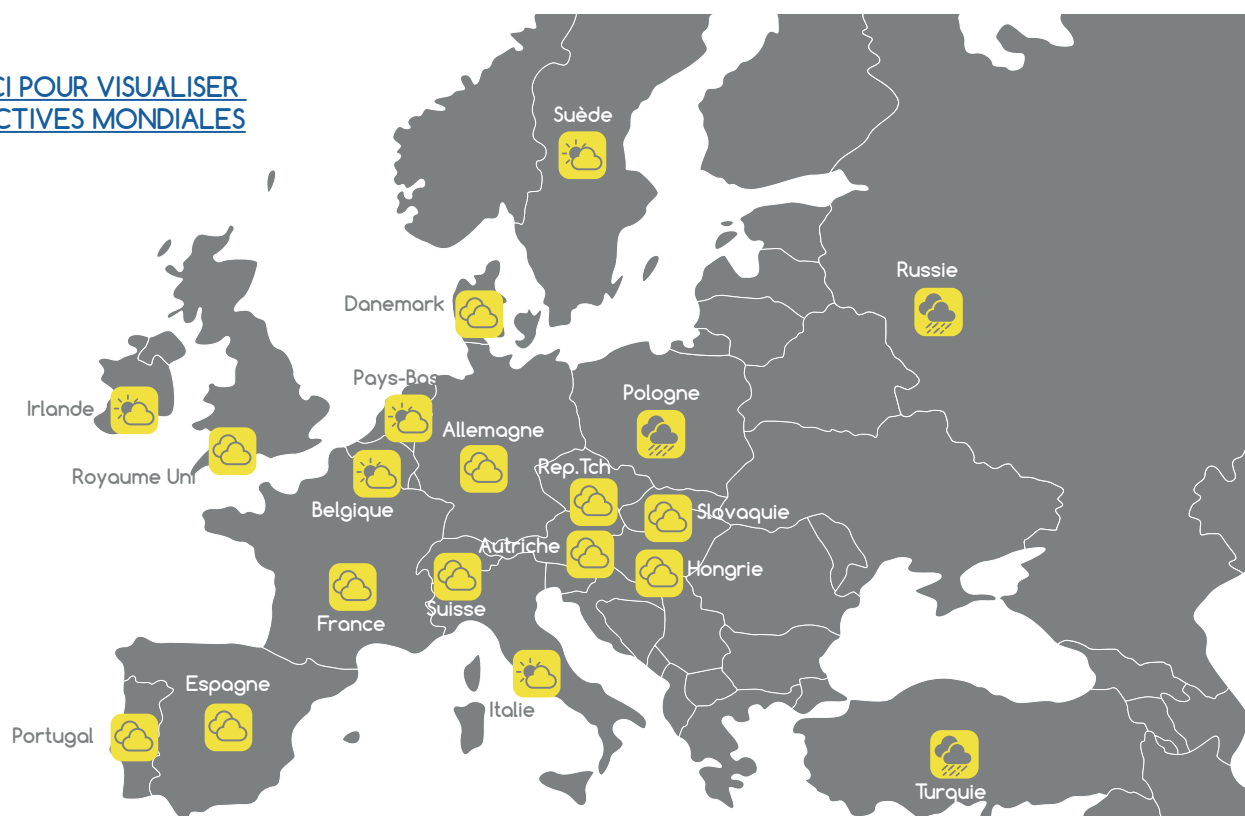 CI POUR VISUALISER
CTIVES MONDIALES
Suède
Russie
Danemark
Pays-Bas
Pologne
Irlande
Allemagne
Rep.Tch
Royaume Uni
Belgique
Slovaquie
Autriche
Hongrie
Suisse
France
Espagne
Italie
Portugal
Turquie